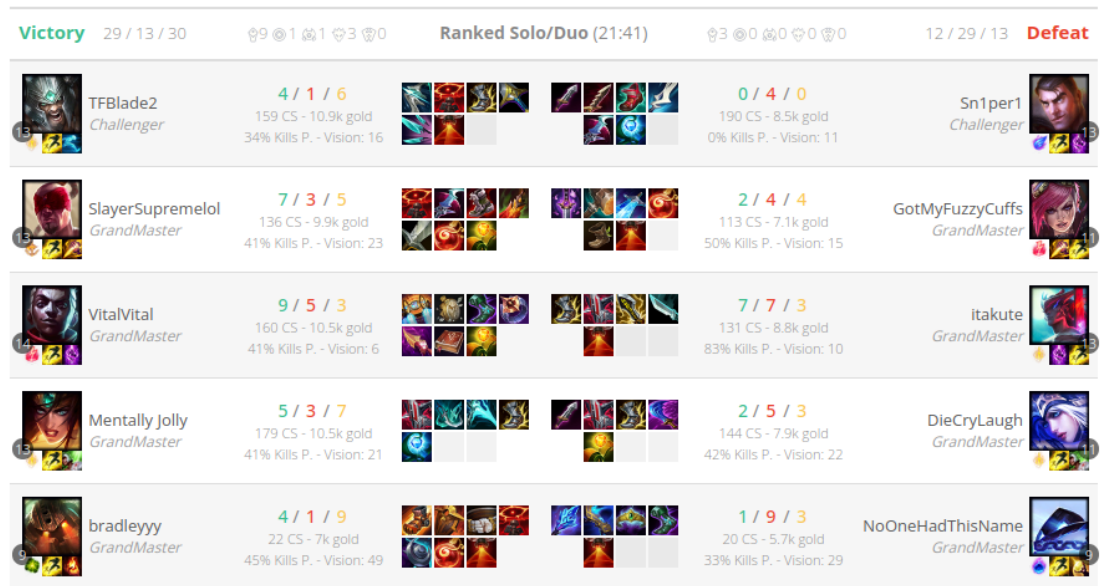 Victory 29 / 13 / 30 9 1 1 3 0 Ranked Solo/Duo (21:41) 3 0 0 0 0 12 / 29 / 13 Defeat
13 TFBlade2
Challenger
4 / 1 / 6
159 CS - 10.9k gold
34% Kills P. - Vision: 16
0 / 4 / 0
190 CS - 8.5k gold
0% Kills P. - Vision: 11
Sn1per1
Challenger
13
13 SlayerSupremelol
GrandMaster
7 / 3 / 5
136 CS - 9.9k gold
41% Kills P. - Vision: 23
2 / 4 / 4
113 CS - 7.1k gold
50% Kills P. - Vision: 15
GotMyFuzzyCuffs
GrandMaster
11
14 VitalVital
GrandMaster
9 / 5 / 3
160 CS - 10.5k gold
41% Kills P. - Vision: 6
7 / 7 / 3
131 CS - 8.8k gold
83% Kills P. - Vision: 10
itakute
GrandMaster
13
13 Mentally Jolly
GrandMaster
5 / 3 / 7
179 CS - 10.5k gold
41% Kills P. - Vision: 21
2 / 5 / 3
144 CS - 7.9k gold
42% Kills P. - Vision: 22
DieCryLaugh
GrandMaster
11
9 bradleyyy
GrandMaster
4 / 1 / 9
22 CS - 7k gold
45% Kills P. - Vision: 49
1 / 9 / 3
20 CS - 5.7k gold
33% Kills P. - Vision: 29
NoOneHadThisName
GrandMaster
9